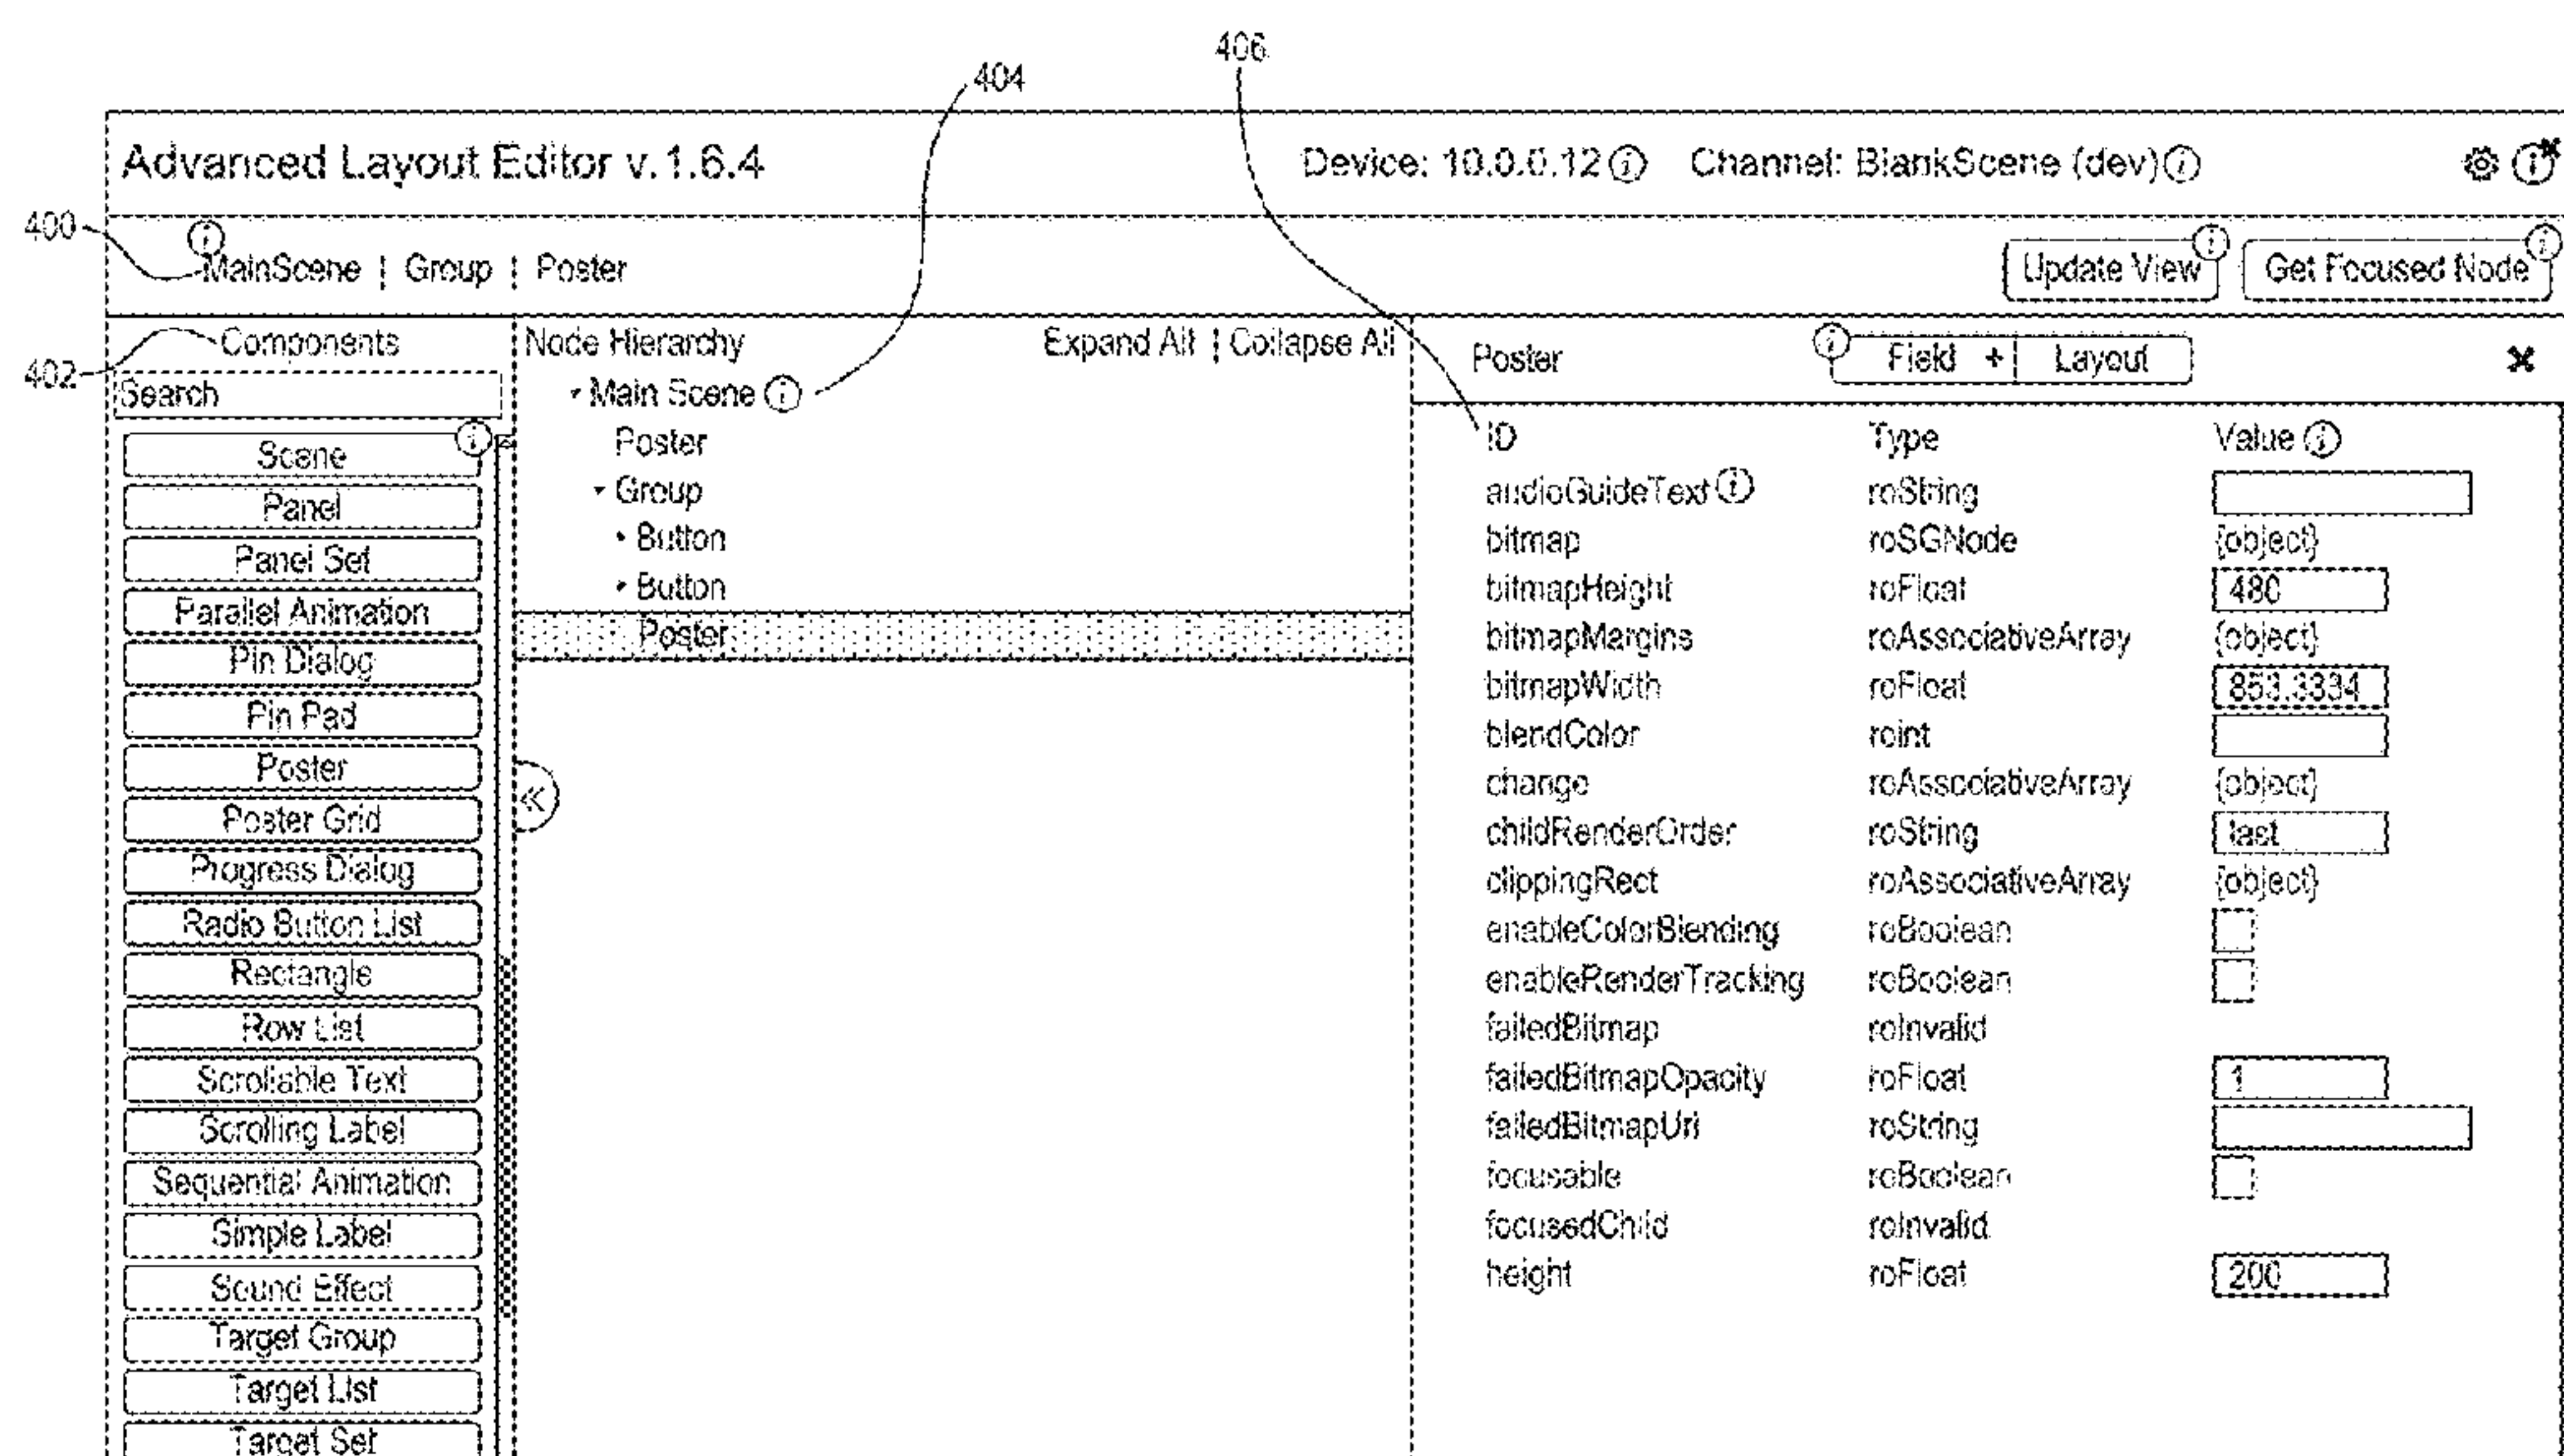 406
404
Advanced Layout Editor v.1.6.4 Device: 10.0.0.12 Channel: BlankScene (dev)
400
MainScene | Group | Poster Update View Get Focused Node
402
Components
Search
Scene
Panel
Panel Set
Parallel Animation
Pin Dialog
Pin Pad
Poster
Poster Grid
Progress Dialog
Radio Button List
Rectangle
Row List
Scrollable Text
Scrolling Label
Sequential Animation
Simple Label
Sound Effect
Target Group
Target List
Target Set
Node Hierarchy Expand All | Collapse All
Main Scene
Poster
Group
Button
Button
Poster
Poster Field + Layout
ID Type Value
audioGuideText roString
bitmap roSGNode {object}
bitmapHeight roFloat 480
bitmapMargins roAssociativeArray {object}
bitmapWidth roFloat 853.3334
blendColor roint
change roAssociativeArray {object}
childRenderOrder roString last
clippingRect roAssociativeArray {object}
enableColorBlending roBoolean
enableRenderTracking roBoolean
failedBitmap roInvalid
failedBitmapOpacity roFloat 1
failedBitmapUri roString
focusable roBoolean
focusedChild roInvalid
height roFloat 200